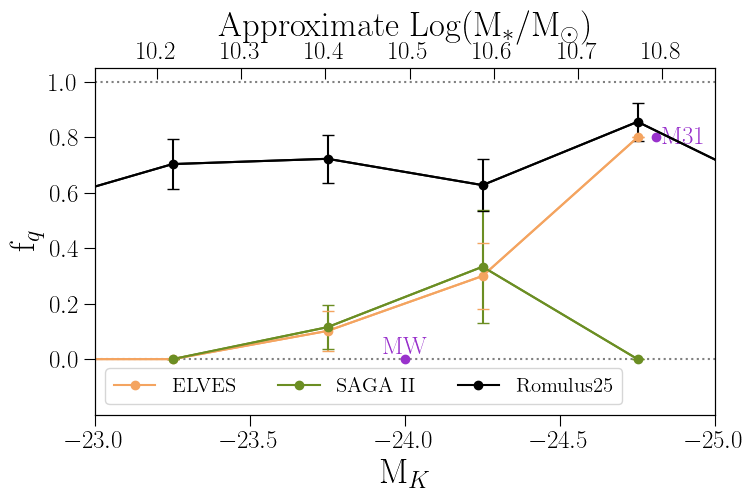 Approximate Log(M*/M☉)
10.2 10.3 10.4 10.5 10.6 10.7 10.8
1.0
0.8
M31
0.6
f_q
0.4
0.2
MW
0.0
ELVES SAGA II Romulus25
−23.0 −23.5 −24.0 −24.5 −25.0
M_K